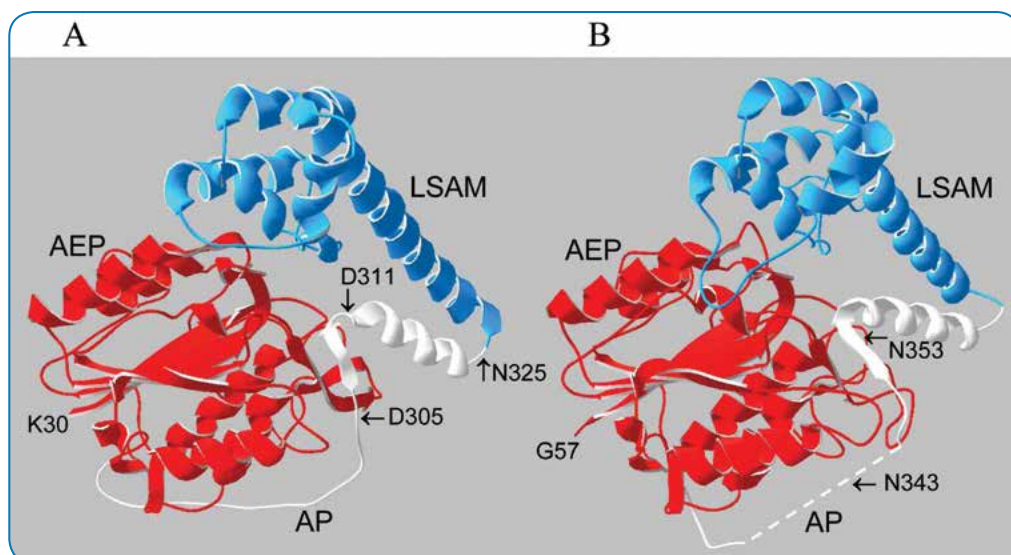 A
B
LSAM
AEP
D311
↑N325
K30
←D305
AP
LSAM
AEP
←N353
G57
←N343
AP